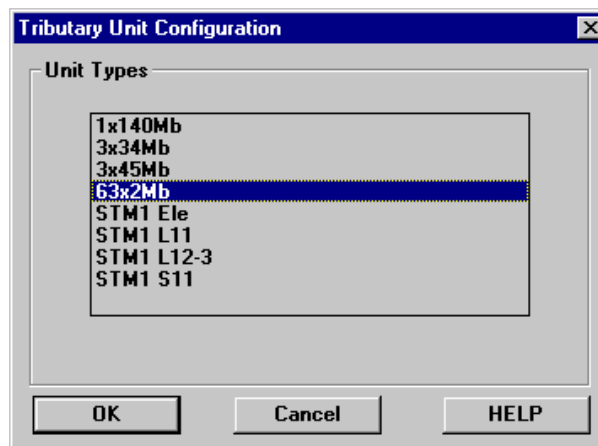 Tributary Unit Configuration
Unit Types
1x140Mb
3x34Mb
3x45Mb
63x2Mb
STM1 Ele
STM1 L11
STM1 L12-3
STM1 S11
OK Cancel HELP